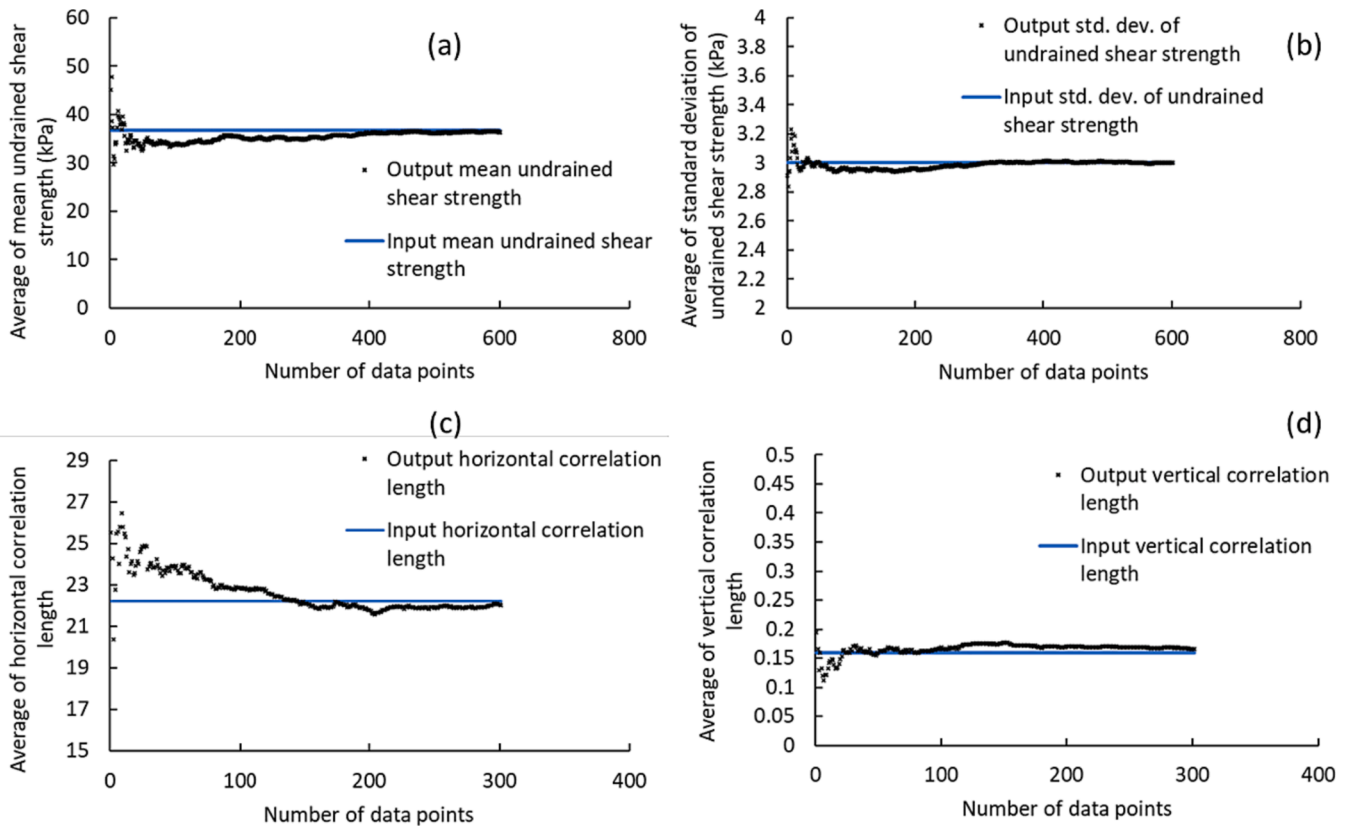 (a)
Average of mean undrained shear
strength (kPa)
60
50
40
30
20
10
0
Output mean undrained
shear strength
Input mean undrained shear
strength
0 200 400 600 800
Number of data points
(b)
Average of standard deviation of
undrained shear strength (kPa)
4
3.8
3.6
3.4
3.2
3
2.8
2.6
2.4
2.2
2
Output std. dev. of
undrained shear strength
Input std. dev. of undrained
shear strength
0 200 400 600 800
Number of data points
(c)
Average of horizontal correlation
length
29
27
25
23
21
19
17
15
Output horizontal correlation
length
Input horizontal correlation
length
0 100 200 300 400
Number of data points
(d)
Average of vertical correlation
length
0.5
0.45
0.4
0.35
0.3
0.25
0.2
0.15
0.1
0.05
0
Output vertical correlation
length
Input vertical correlation
length
0 100 200 300 400
Number of data points